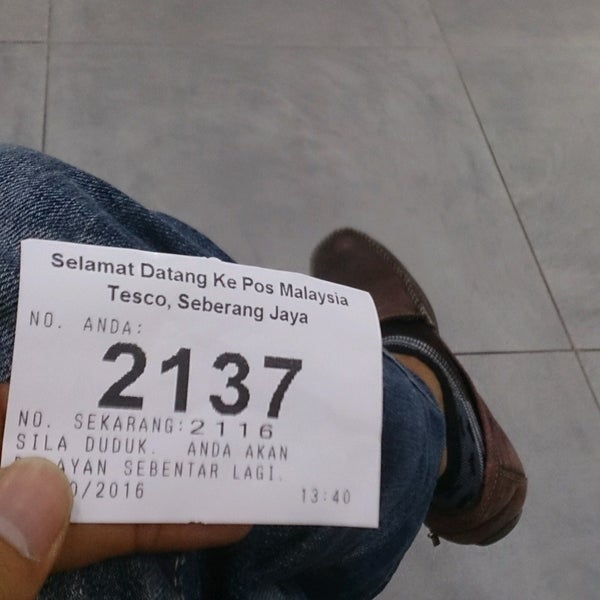 Selamat Datang Ke Pos Malaysia
Tesco, Seberang Jaya
NO. ANDA:
2137
NO. SEKARANG:2116
SILA DUDUK. ANDA AKAN
SEBENTAR LAGI.
/2016 13:40